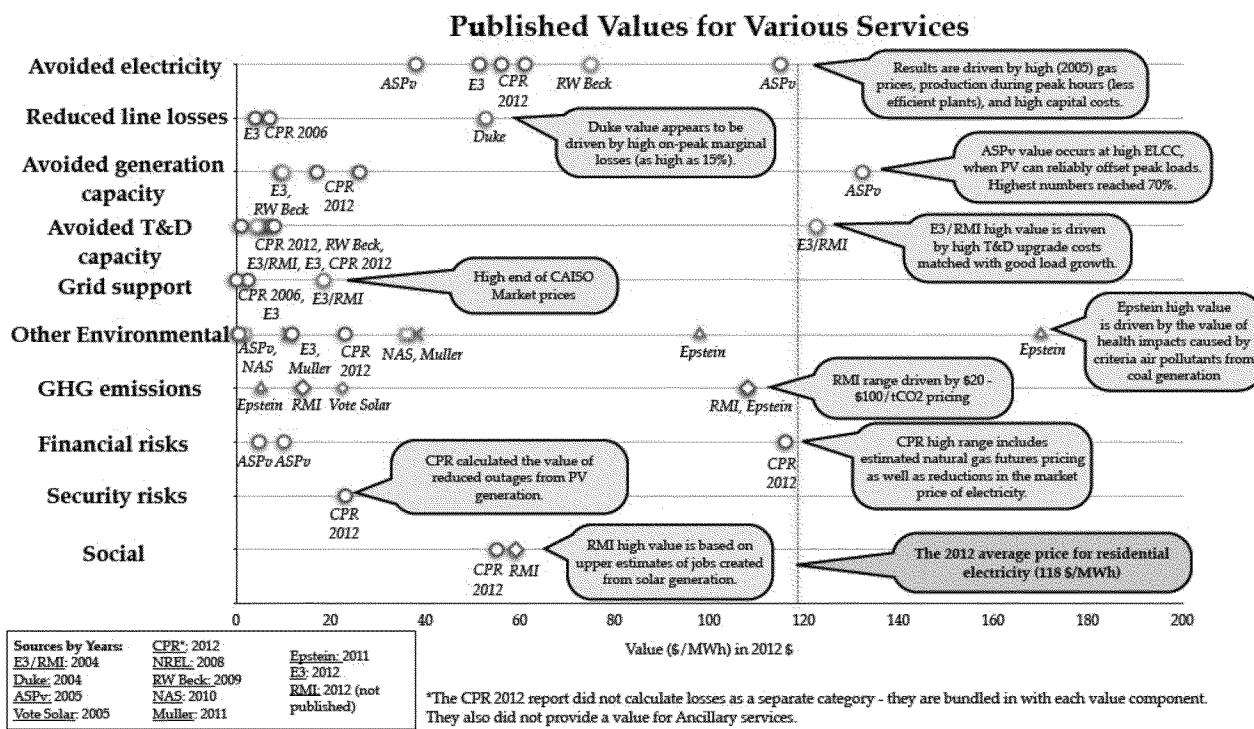 Published Values for Various Services
Avoided electricity
ASPv
E3
CPR
2012
RW Beck
ASPv
Results are driven by high (2005) gas
prices, production during peak hours (less
efficient plants), and high capital costs.
Reduced line losses
E3 CPR 2006
Duke
Duke value appears to be
driven by high on-peak marginal
losses (as high as 15%).
Avoided generation
capacity
E3,
RW Beck
CPR
2012
ASPv
ASPv value occurs at high ELCC,
when PV can reliably offset peak loads.
Highest numbers reached 70%.
Avoided T&D
capacity
CPR 2012, RW Beck,
E3/RMI, E3, CPR 2012
E3/RMI
E3/RMI high value is driven
by high T&D upgrade costs
matched with good load growth.
Grid support
CPR 2006,
E3
E3/RMI
High end of CAISO
Market prices
Other Environmental
ASPv,
NAS
E3,
Muller
CPR
2012
NAS, Muller
Epstein
Epstein
Epstein high value
is driven by the value of
health impacts caused by
criteria air pollutants from
coal generation
GHG emissions
Epstein
RMI
Vote Solar
RMI, Epstein
RMI range driven by $20 -
$100/tCO2 pricing
Financial risks
ASPv ASPv
CPR
2012
CPR high range includes
estimated natural gas futures pricing
as well as reductions in the market
price of electricity.
Security risks
CPR
2012
CPR calculated the value of
reduced outages from PV
generation.
Social
CPR
2012
RMI
RMI high value is based on
upper estimates of jobs created
from solar generation.
The 2012 average price for residential
electricity (118 $/MWh)
0 20 40 60 80 100 120 140 160 180 200
Value ($/MWh) in 2012 $
Sources by Years:
E3/RMI: 2004
Duke: 2004
ASPv: 2005
Vote Solar: 2005
CPR*: 2012
NREL: 2008
RW Beck: 2009
NAS: 2010
Muller: 2011
Epstein: 2011
E3: 2012
RMI: 2012 (not
published)
*The CPR 2012 report did not calculate losses as a separate category - they are bundled in with each value component.
They also did not provide a value for Ancillary services.